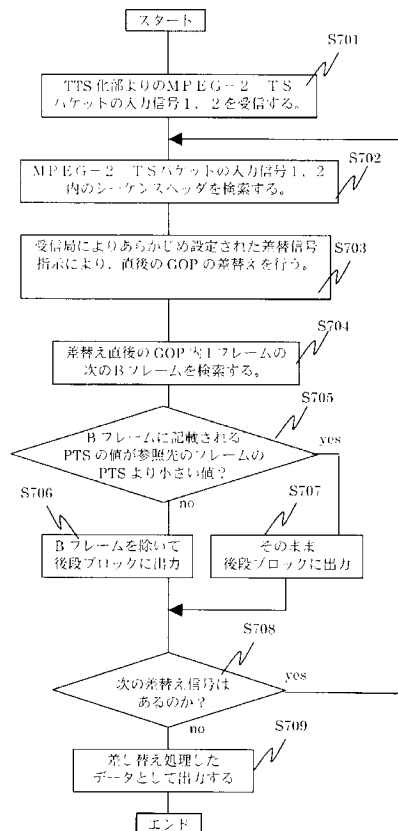 スタート
S701
TTS化部よりのMPEG－2　TS
パケットの入力信号1、2を受信する。
S702
MPEG－2　TSパケットの入力信号1、2
内のシーケンスヘッダを検索する。
S703
受信局によりあらかじめ設定された差替信号
指示により、直後のGOPの差替えを行う。
S704
差替え直後のGOP内Iフレームの
次のBフレームを検索する。
S705
Bフレームに記載される
PTSの値が参照先のフレームの
PTSより小さい値？
yes
no
S706
Bフレームを除いて
後段ブロックに出力
S707
そのまま
後段ブロックに出力
S708
次の差替え信号は
あるのか？
yes
no
S709
差し替え処理した
データとして出力する
エンド